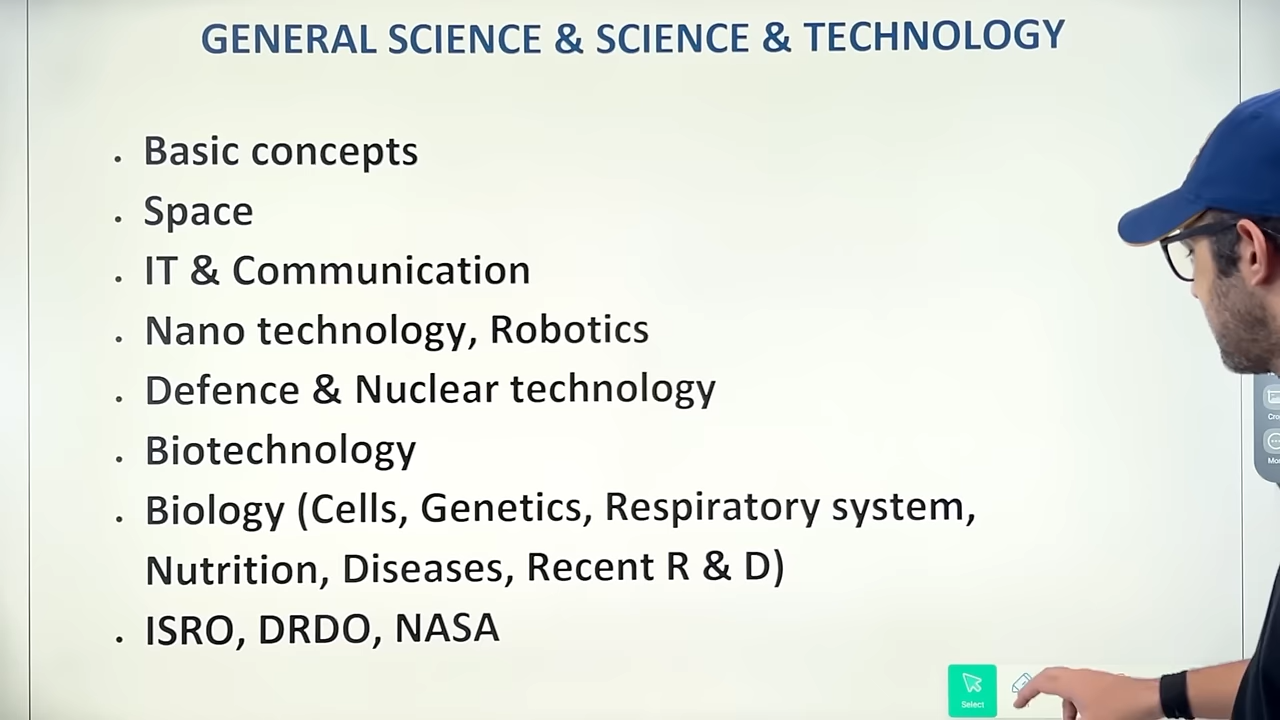 GENERAL SCIENCE & SCIENCE & TECHNOLOGY
• Basic concepts
• Space
• IT & Communication
• Nano technology, Robotics
• Defence & Nuclear technology
• Biotechnology
• Biology (Cells, Genetics, Respiratory system,
Nutrition, Diseases, Recent R & D)
• ISRO, DRDO, NASA
Select